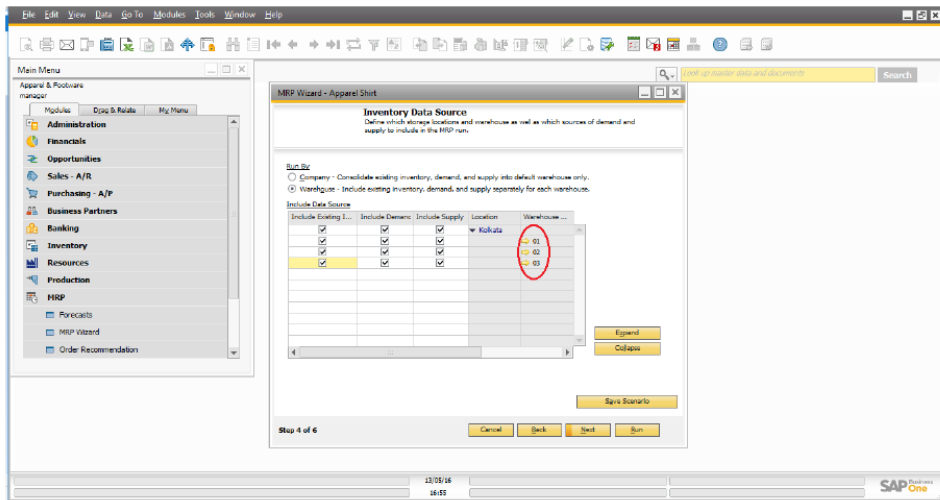 File Edit View Data Go To Modules Tools Window Help
Main Menu
Apparel & Footware
manager
Modules Drag & Relate My Menu
Administration
Financials
Opportunities
Sales - A/R
Purchasing - A/P
Business Partners
Banking
Inventory
Resources
Production
MRP
Forecasts
MRP Wizard
Order Recommendation
Look up master data and documents Search
MRP Wizard - Apparel Shirt
Inventory Data Source
Define which storage locations and warehouse as well as which sources of demand and
supply to include in the MRP run.
Run By
Company - Consolidate existing inventory, demand, and supply into default warehouse only.
Warehouse - Include existing inventory, demand, and supply separately for each warehouse.
Include Data Source
Include Existing I... Include Demand Include Supply Location Warehouse ...
Kolkata
01
02
03
Expand
Collapse
Save Scenario
Step 4 of 6 Cancel Back Next Run
13/05/16
16:55
SAP Business One